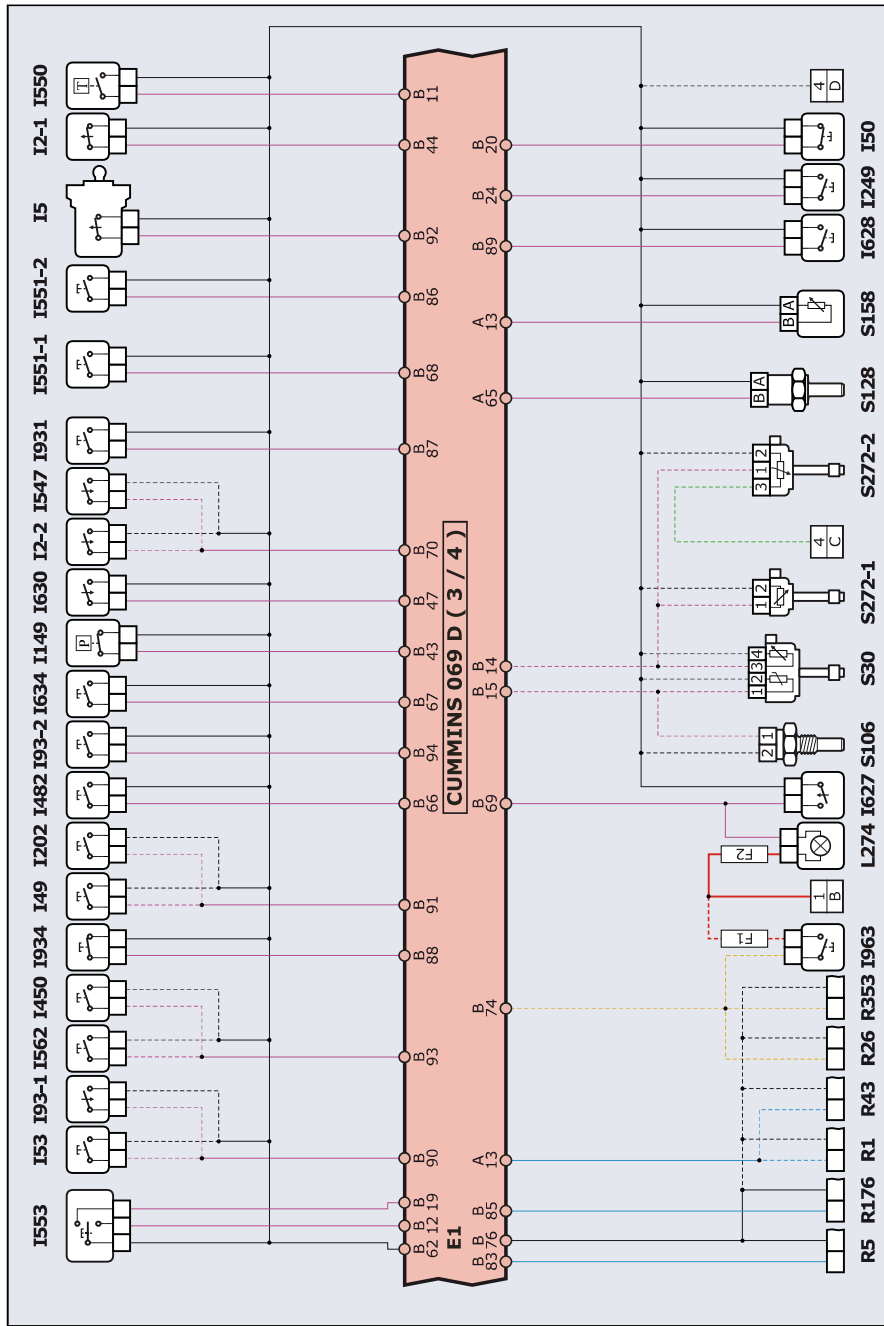 I553 I53 I93-1 I562 I450 I934 I49 I202 I482 I93-2 I634 I149 I630 I2-2 I547 I931 I551-1 I551-2 I5 I2-1 I550
P
T
B B B B B B B B B B B B B B B B B B B
62 12 19 90 93 88 91 66 94 67 43 47 70 87 68 86 92 44 11
E1
CUMMINS 069 D ( 3 / 4 )
B B B A B B B B A A B B B
83 76 85 13 74 69 15 14 65 13 89 24 20
F1
F2
2 1
1 2 3 4
1 2
3 1 2
B A
B A
1
B
4
C
4
D
R5 R176 R1 R43 R26 R353 I963 L274 I627 S106 S30 S272-1 S272-2 S128 S158 I628 I249 I50